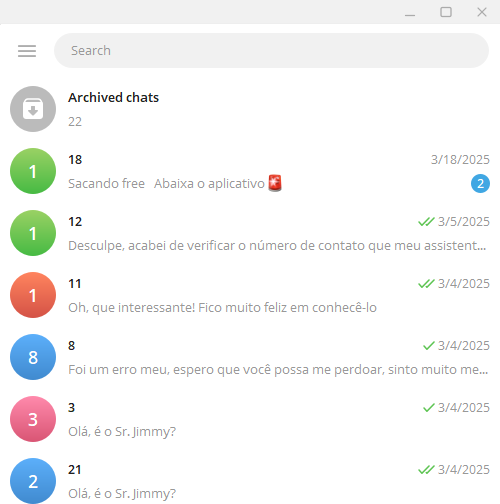 Search
Archived chats
22
1
18
3/18/2025
Sacando free Abaixa o aplicativo🚨
2
1
12
3/5/2025
Desculpe, acabei de verificar o número de contato que meu assistent...
1
11
3/4/2025
Oh, que interessante! Fico muito feliz em conhecê-lo
8
8
3/4/2025
Foi um erro meu, espero que você possa me perdoar, sinto muito me...
3
3
3/4/2025
Olá, é o Sr. Jimmy?
2
21
3/4/2025
Olá, é o Sr. Jimmy?